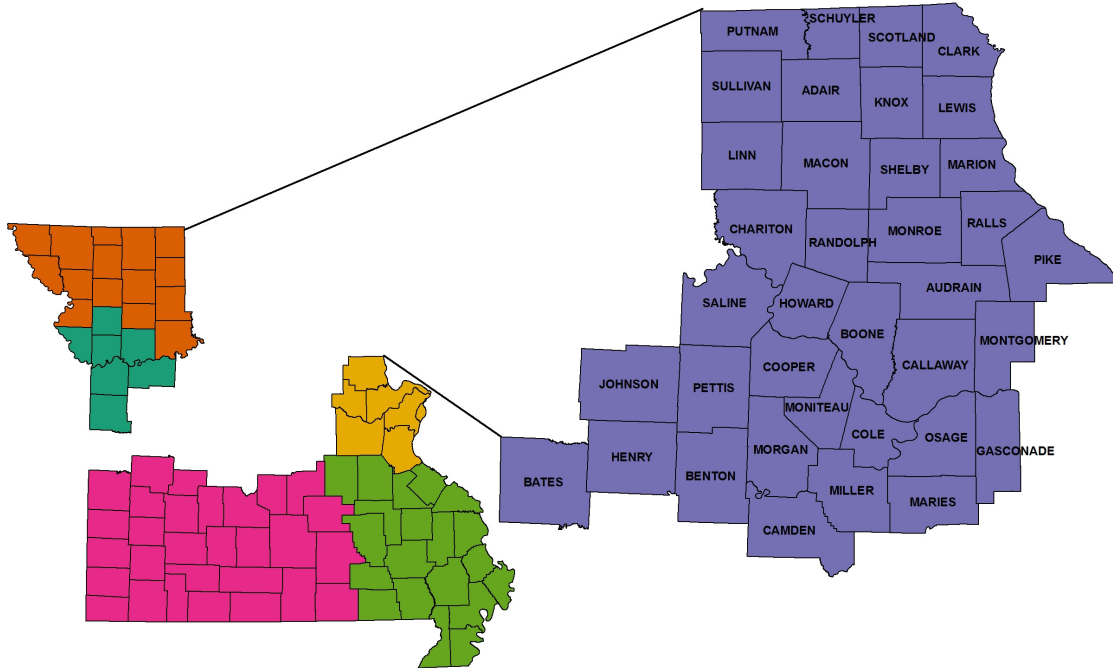 SCHUYLER
PUTNAM
SCOTLAND
CLARK
SULLIVAN
ADAIR
KNOX
LEWIS
LINN
MACON
SHELBY
MARION
CHARITON
RANDOLPH
MONROE
RALLS
PIKE
SALINE
HOWARD
AUDRAIN
BOONE
MONTGOMERY
JOHNSON
PETTIS
COOPER
CALLAWAY
MONITEAU
COLE
OSAGE
GASCONADE
BATES
HENRY
BENTON
MORGAN
MILLER
MARIES
CAMDEN